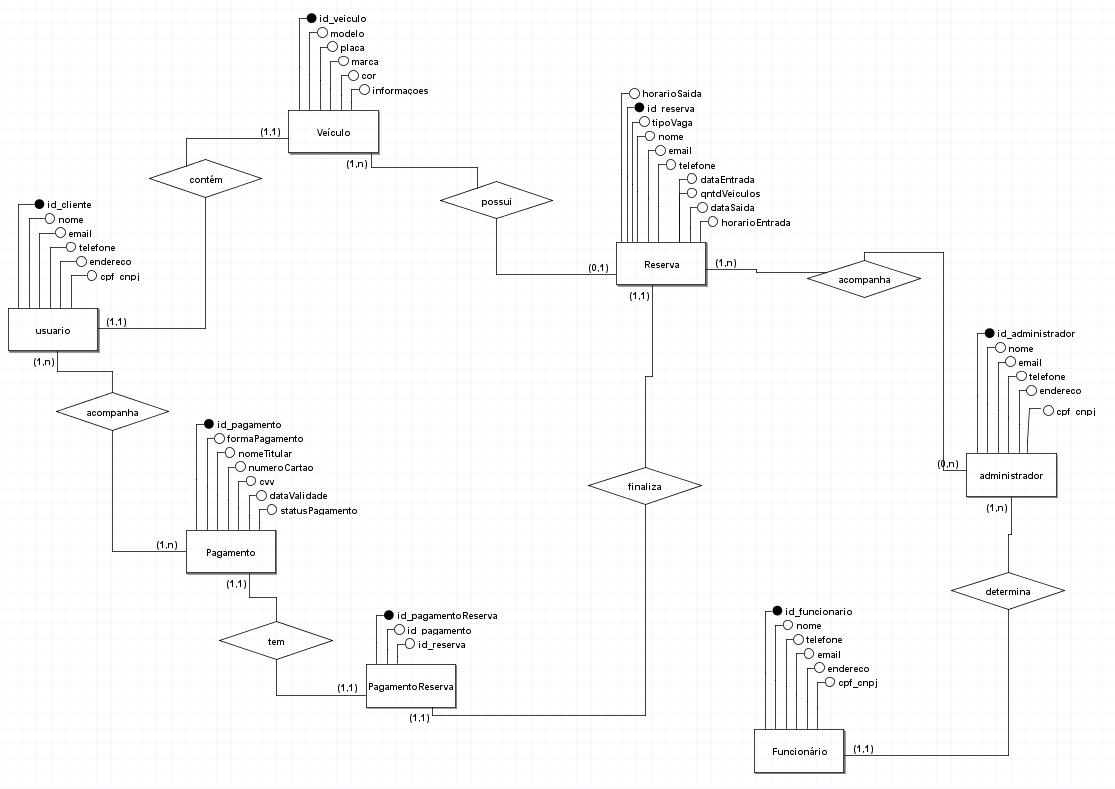 id_veiculo
modelo
placa
marca
cor
informaçoes
Veículo
(1,1)
(1,n)
contém
possui
horarioSaida
id_reserva
tipoVaga
nome
email
telefone
dataEntrada
qntdVeiculos
dataSaida
horarioEntrada
Reserva
(0,1)
(1,n)
(1,1)
acompanha
id_cliente
nome
email
telefone
endereco
cpf_cnpj
usuario
(1,1)
(1,n)
acompanha
id_administrador
nome
email
telefone
endereco
cpf_cnpj
administrador
(0,n)
(1,n)
id_pagamento
formaPagamento
nomeTitular
numeroCartao
cvv
dataValidade
statusPagamento
Pagamento
(1,n)
(1,1)
finaliza
determina
tem
id_pagamentoReserva
id_pagamento
id_reserva
PagamentoReserva
(1,1)
(1,1)
id_funcionario
nome
telefone
email
endereco
cpf_cnpj
Funcionário
(1,1)